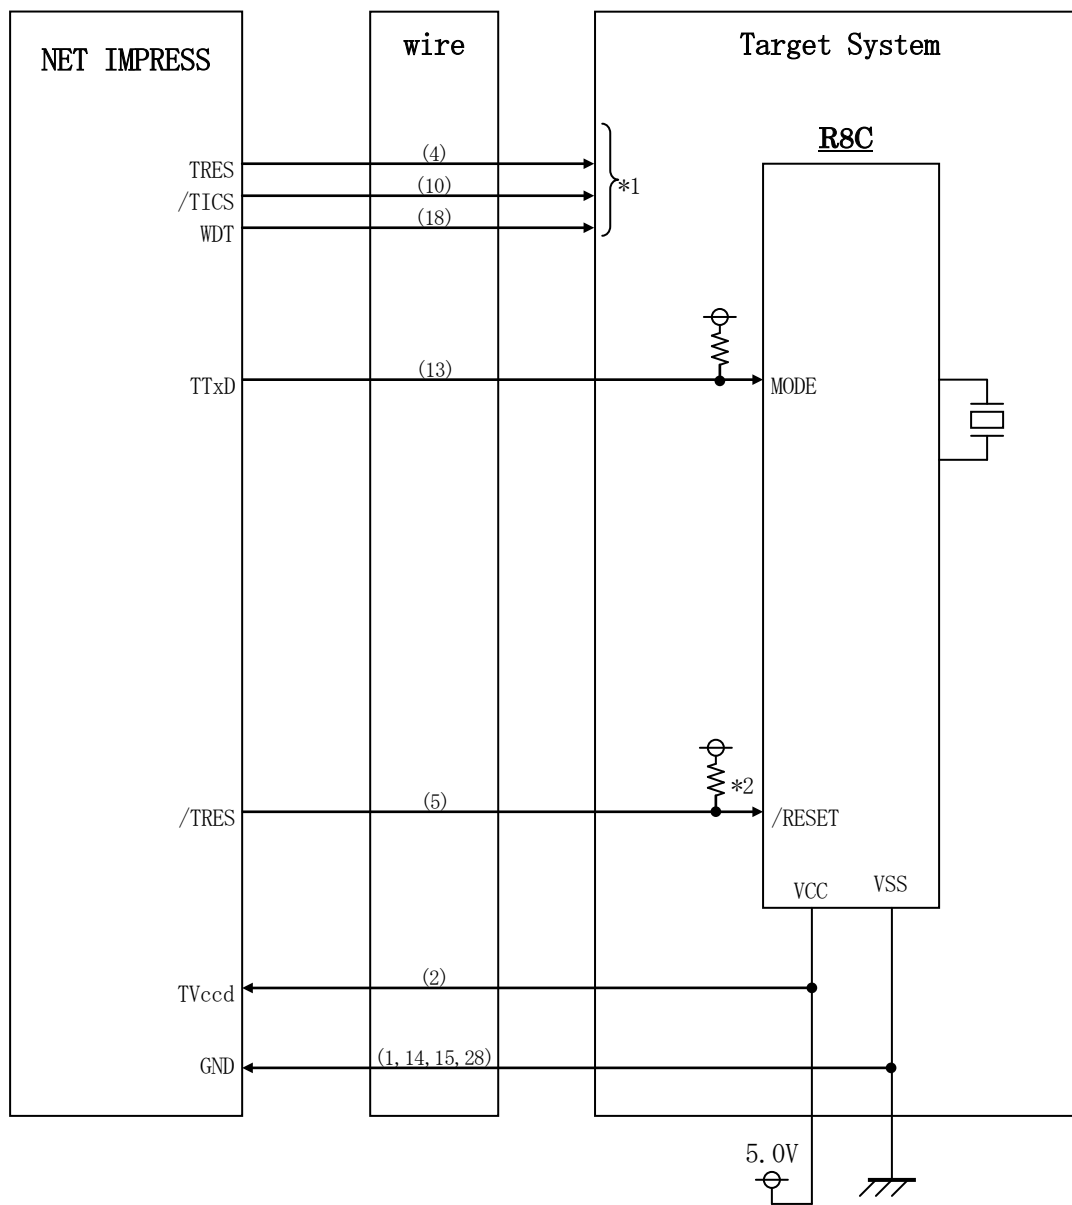 NET IMPRESS
wire
Target System
R8C
TRES
(4)
*1
/TICS
(10)
WDT
(18)
TTxD
(13)
MODE
*2
/TRES
(5)
/RESET
VCC
VSS
TVccd
(2)
GND
(1,14,15,28)
5.0V